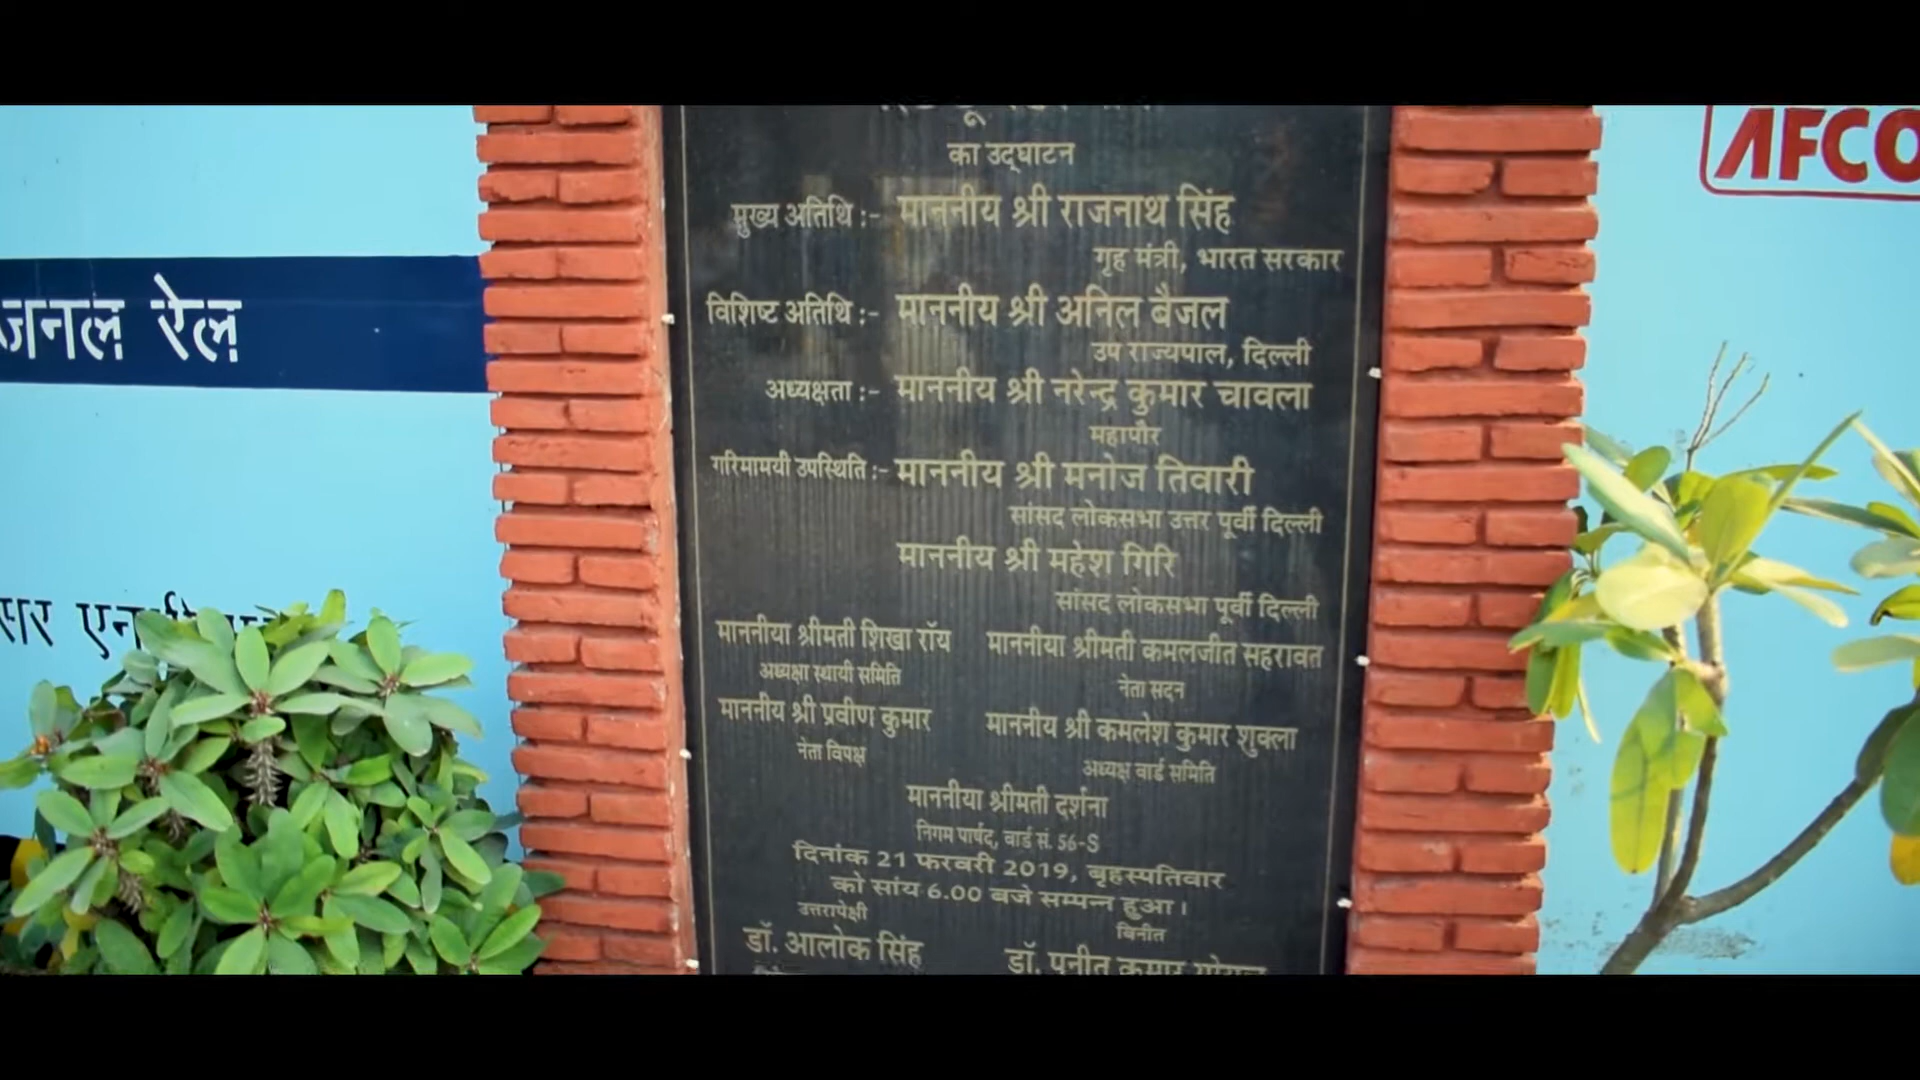 का उद्घाटन
मुख्य अतिथि :- माननीय श्री राजनाथ सिंह
गृह मंत्री, भारत सरकार
विशिष्ट अतिथि :- माननीय श्री अनिल बैजल
उप राज्यपाल, दिल्ली
अध्यक्षता :- माननीय श्री नरेन्द्र कुमार चावला
महापौर
गरिमामयी उपस्थिति :- माननीय श्री मनोज तिवारी
सांसद लोकसभा उत्तर पूर्वी दिल्ली
माननीय श्री महेश गिरि
सांसद लोकसभा पूर्वी दिल्ली
माननीया श्रीमती शिखा रॉय माननीया श्रीमती कमलजीत सहरावत
अध्यक्षा स्थायी समिति नेता सदन
माननीय श्री प्रवीण कुमार माननीय श्री कमलेश कुमार शुक्ला
नेता विपक्ष अध्यक्ष वार्ड समिति
माननीया श्रीमती दर्शना
निगम पार्षद, वार्ड सं. 56-S
दिनांक 21 फरवरी 2019, बृहस्पतिवार
को सांय 6.00 बजे सम्पन्न हुआ।
उत्तरापेक्षी बिनीत
डॉ. आलोक सिंह डॉ. पुनीत कुमार
जनल रेल
सर
AFCO